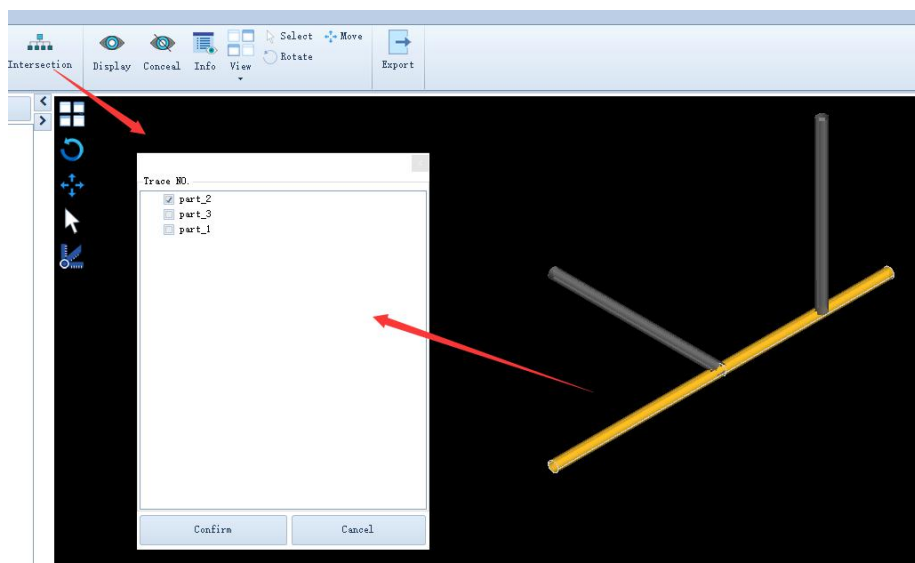 Select Move
Intersection Display Conceal Info View Rotate Export
Trace NO.
part_2
part_3
part_1
Confirm Cancel